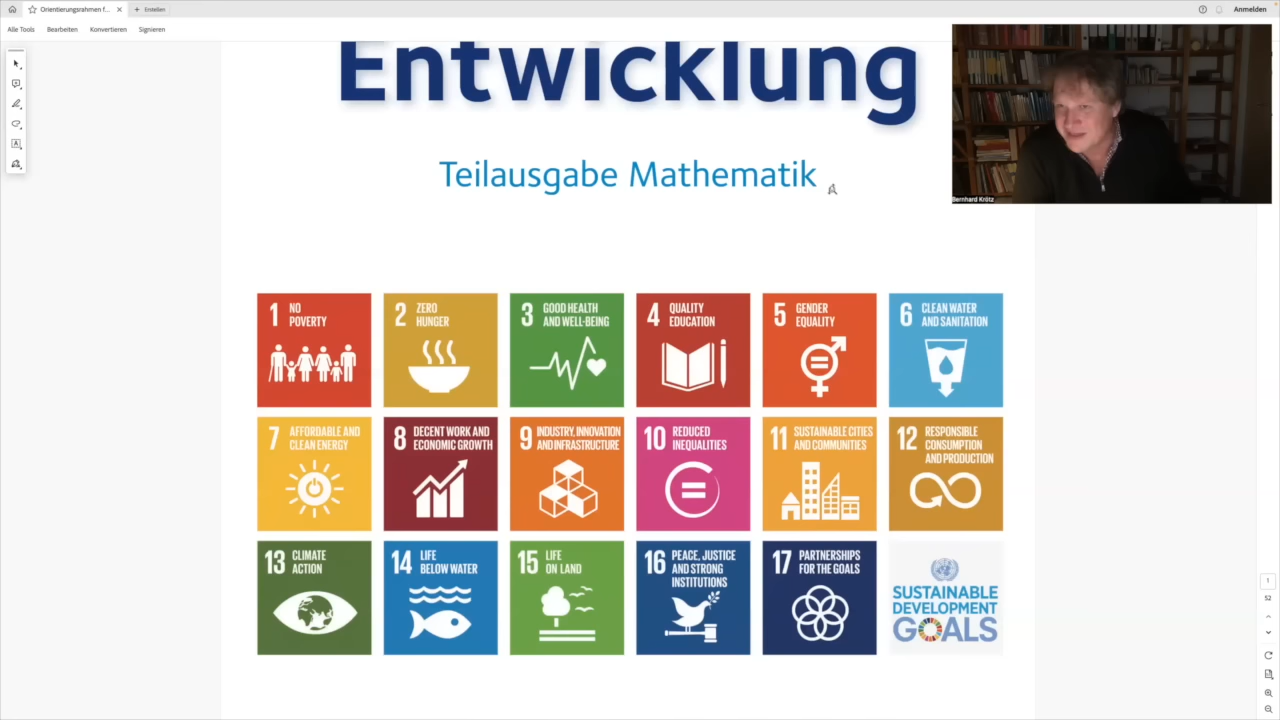 Orientierungsrahmen f...
Erstellen
Anmelden
Alle Tools
Bearbeiten
Konvertieren
Signieren
Entwicklung
Teilausgabe Mathematik
Bernhard Krötz
1 NO
POVERTY
2 ZERO
HUNGER
3 GOOD HEALTH
AND WELL-BEING
4 QUALITY
EDUCATION
5 GENDER
EQUALITY
6 CLEAN WATER
AND SANITATION
7 AFFORDABLE AND
CLEAN ENERGY
8 DECENT WORK AND
ECONOMIC GROWTH
9 INDUSTRY, INNOVATION
AND INFRASTRUCTURE
10 REDUCED
INEQUALITIES
11 SUSTAINABLE CITIES
AND COMMUNITIES
12 RESPONSIBLE
CONSUMPTION
AND PRODUCTION
13 CLIMATE
ACTION
14 LIFE
BELOW WATER
15 LIFE
ON LAND
16 PEACE, JUSTICE
AND STRONG
INSTITUTIONS
17 PARTNERSHIPS
FOR THE GOALS
SUSTAINABLE
DEVELOPMENT
GOALS
1
52